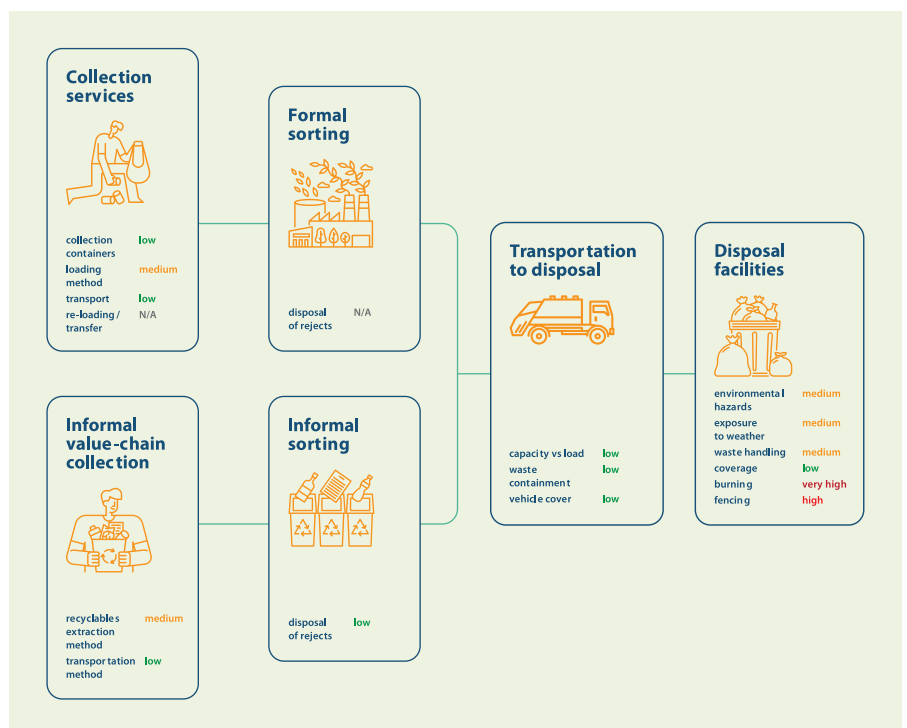 Collection
services
collection low
containers
loading medium
method
transport low
re-loading / N/A
transfer
Formal
sorting
disposal N/A
of rejects
Informal
value-chain
collection
recyclables medium
extraction
method
transportation low
method
Informal
sorting
disposal low
of rejects
Transportation
to disposal
capacity vs load low
waste low
containment
vehicle cover low
Disposal
facilities
environmental medium
hazards
exposure medium
to weather
waste handling medium
coverage low
burning very high
fencing high